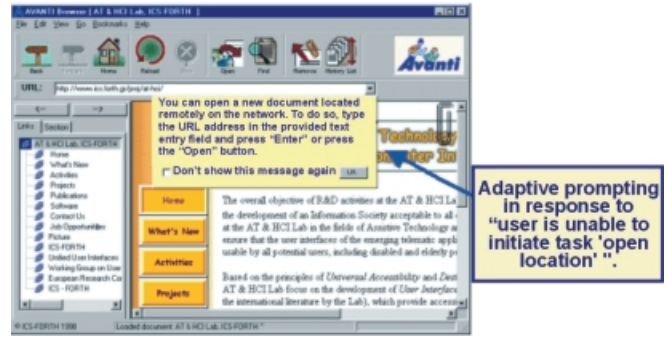 AVANTI Browser [ AT & HCI Lab, ICS-FORTH ]
File Edit View Go Bookmarks Help
Back Home Reload Open Find Remove History List
Avanti
URL: http://www.ics.forth.gr/proj/at-hci/
You can open a new document located
remotely on the network. To do so, type
the URL address in the provided text
entry field and press "Enter" or press
the "Open" button.
Don't show this message again OK
<-- -->
Links Section
AT & HCI Lab, ICS-FORTH
Home
What's New
Activities
Projects
Publications
Software
Contact Us
Job Opportunities
Picture
ICS-FORTH
Unified User Interfaces
Working Group on User
European Research Co
ICS - FORTH
Technology
Home
What's New
Activities
Projects
The overall objective of R&D activities at the AT & HCI La
the development of an Information Society acceptable to all
at the AT & HCI Lab in the fields of Assistive Technology a
ensure that the user interfaces of the emerging telematic appli
usable by all potential users, including disabled and elderly pe
Based on the principles of Universal Accessibility and Desi
AT & HCI Lab focus on the development of User Interface
the international literature by the Lab), which provide access
© ICS-FORTH 1998 Loaded document: AT & HCI Lab, ICS-FORTH "
Adaptive prompting
in response to
"user is unable to
initiate task 'open
location' ".